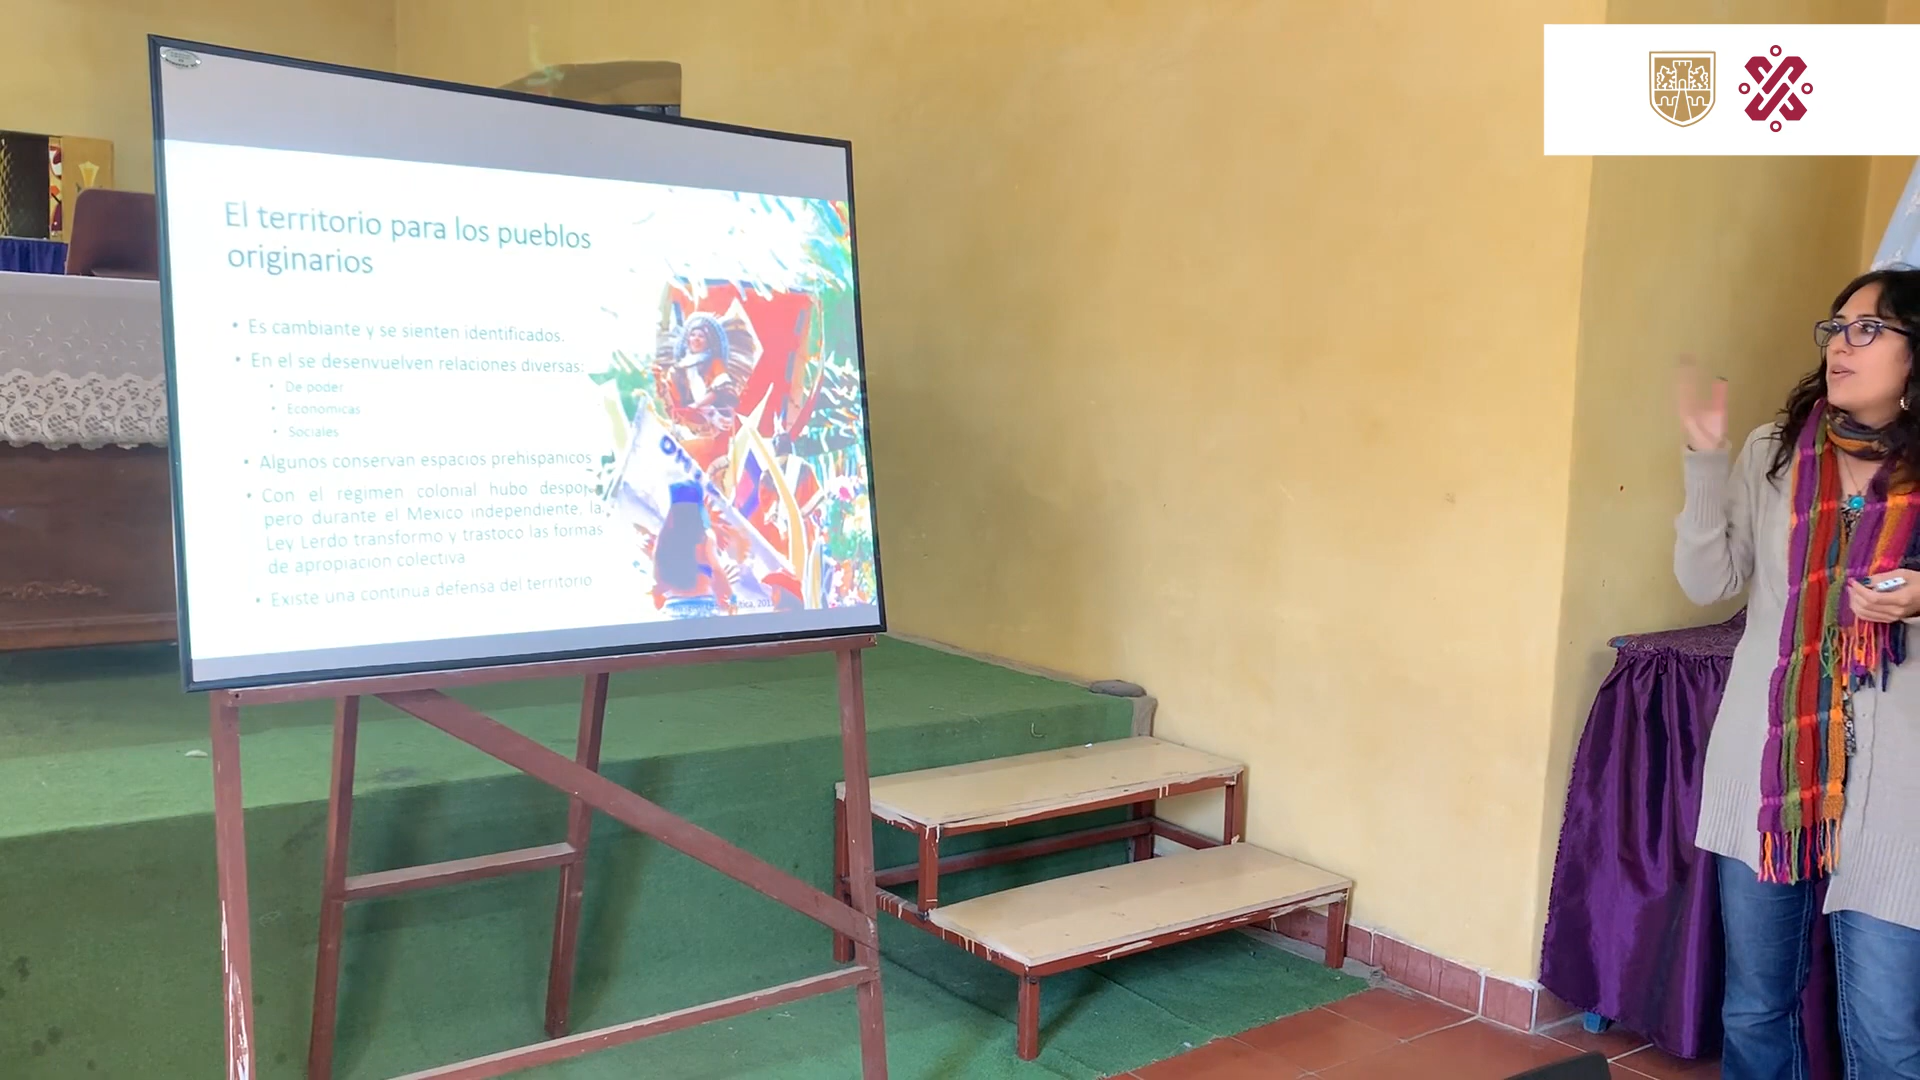 El territorio para los pueblos
originarios
• Es cambiante y se sienten identificados.
• En el se desenvuelven relaciones diversas:
• De poder
• Economicas
• Sociales
• Algunos conservan espacios prehispanicos
• Con el régimen colonial hubo despojo
pero durante el Mexico independiente, la
Ley Lerdo transformo y trastoco las formas
de apropiacion colectiva
• Existe una continua defensa del territorio